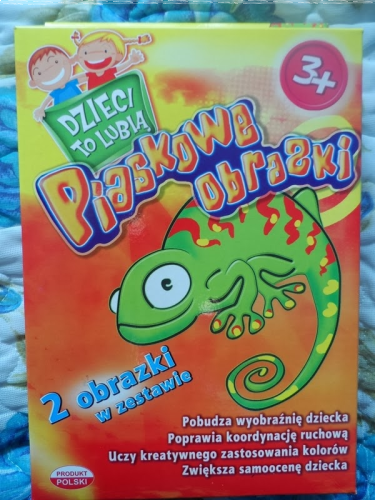 3+
DZIECI
TO LUBIĄ
Piaskowe
obrazki
2 obrazki
w zestawie
Pobudza wyobraźnię dziecka
Poprawia koordynację ruchową
Uczy kreatywnego zastosowania kolorów
Zwiększa samoocenę dziecka
PRODUKT
POLSKI